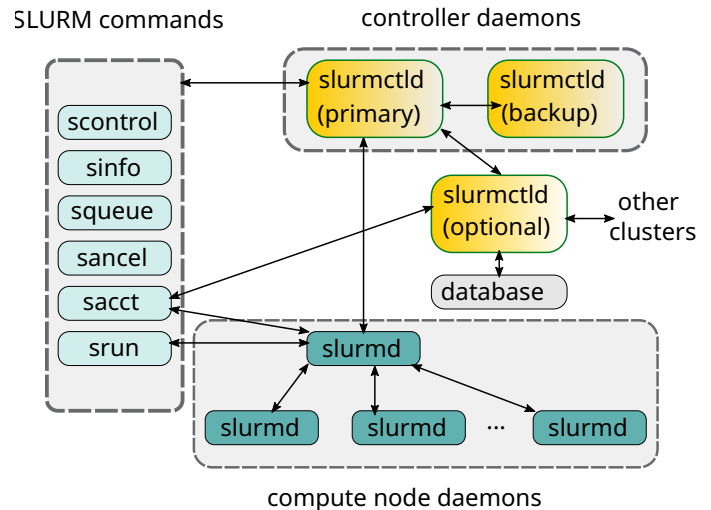 SLURM commands
controller daemons
slurmctld
(primary)
slurmctld
(backup)
scontrol
sinfo
squeue
sancel
sacct
srun
slurmctld
(optional)
other
clusters
database
slurmd
slurmd
slurmd
...
slurmd
compute node daemons